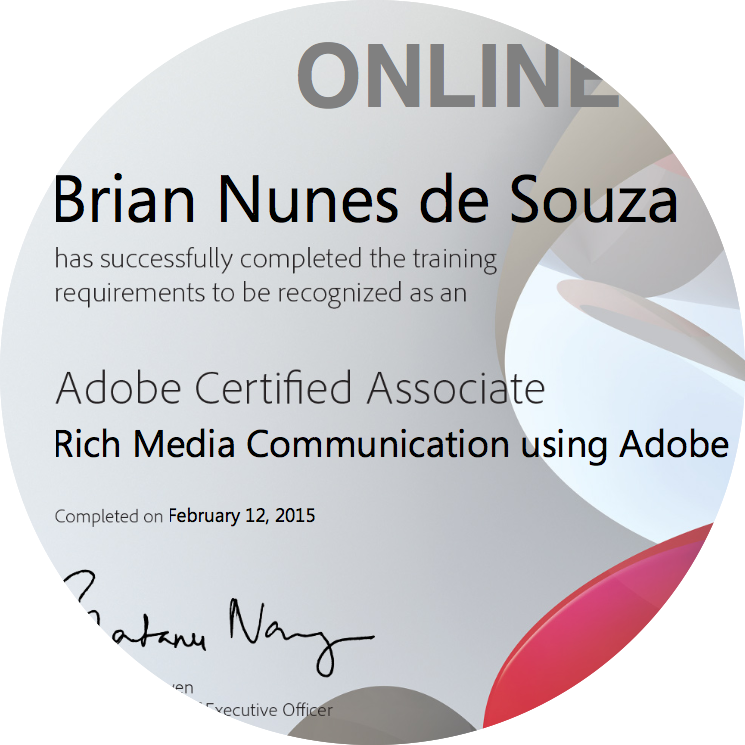 ONLINE
Brian Nunes de Souza
has successfully completed the training
requirements to be recognized as an
Adobe Certified Associate
Rich Media Communication using Adobe
Completed on February 12, 2015
Executive Officer